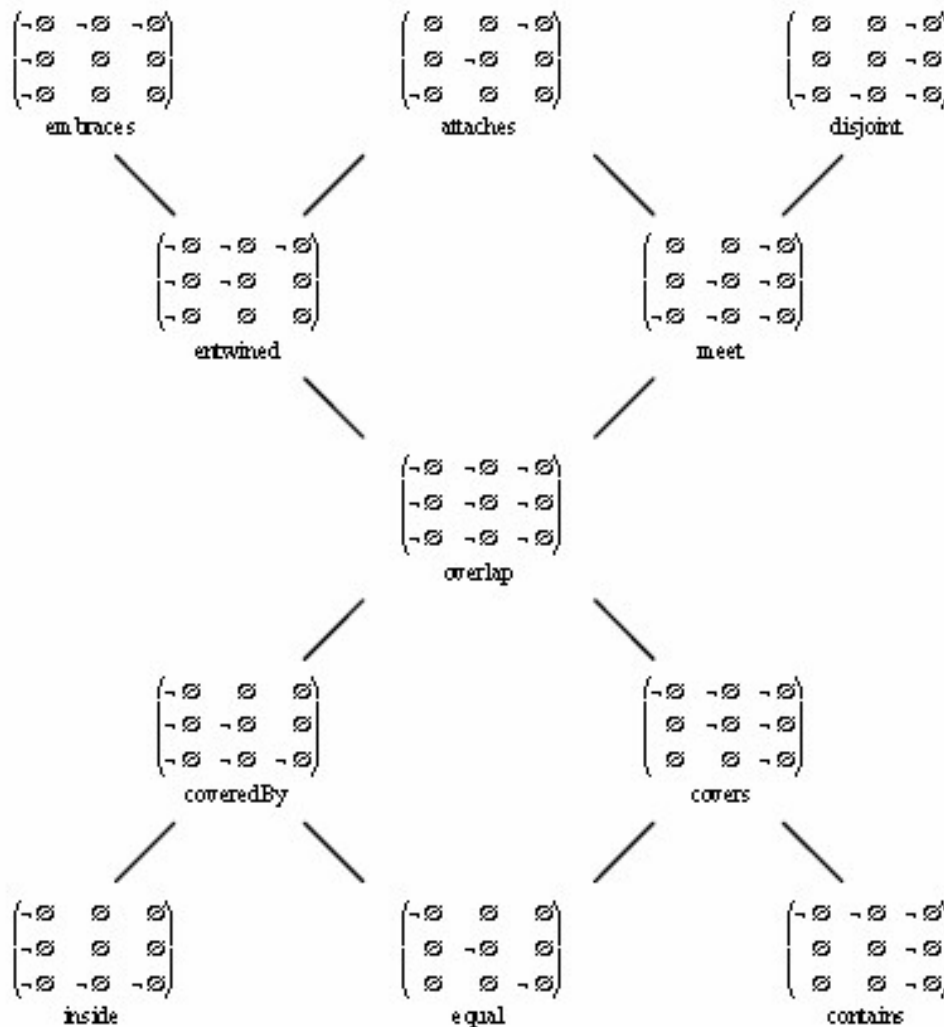 ¬∅ ¬∅ ¬∅ ∅ ∅ ¬∅ ∅ ∅ ¬∅
¬∅ ∅ ∅ ∅ ¬∅ ∅ ∅ ∅ ¬∅
¬∅ ∅ ∅ ¬∅ ∅ ∅ ¬∅ ¬∅ ¬∅
embraces attaches disjoint
¬∅ ¬∅ ¬∅ ∅ ∅ ¬∅
¬∅ ¬∅ ∅ ∅ ¬∅ ¬∅
¬∅ ∅ ∅ ¬∅ ¬∅ ¬∅
entwined meet
¬∅ ¬∅ ¬∅
¬∅ ¬∅ ¬∅
¬∅ ¬∅ ¬∅
overlap
¬∅ ∅ ∅ ¬∅ ¬∅ ¬∅
¬∅ ¬∅ ∅ ∅ ¬∅ ¬∅
¬∅ ¬∅ ¬∅ ∅ ∅ ¬∅
coveredBy covers
¬∅ ∅ ∅ ¬∅ ∅ ∅ ¬∅ ¬∅ ¬∅
¬∅ ∅ ∅ ∅ ¬∅ ∅ ∅ ∅ ¬∅
¬∅ ¬∅ ¬∅ ∅ ∅ ¬∅ ∅ ∅ ¬∅
inside equal contains